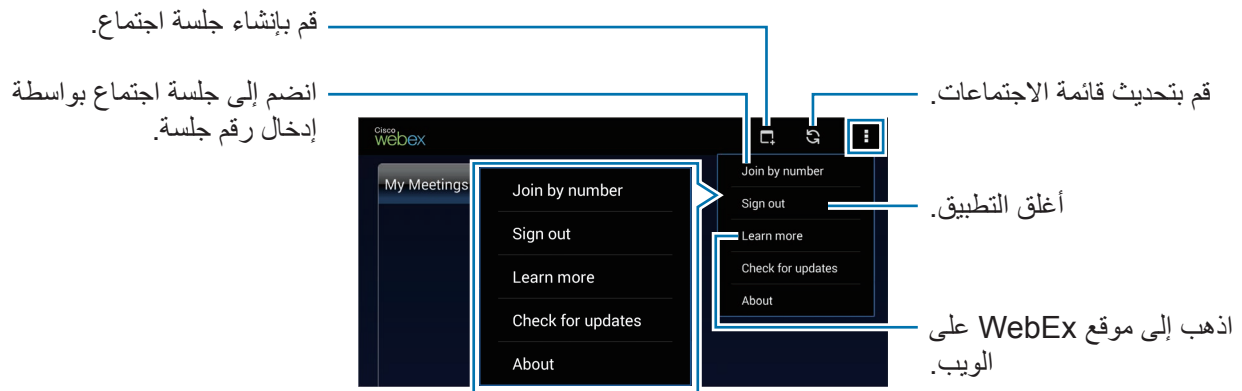 قم بإنشاء جلسة اجتماع.
انضم إلى جلسة اجتماع بواسطة
إدخال رقم جلسة.
قم بتحديث قائمة الاجتماعات.
أغلق التطبيق.
اذهب إلى موقع WebEx على
الويب.
Cisco
webex
My Meetings
Join by number
Sign out
Learn more
Check for updates
About
Join by number
Sign out
Learn more
Check for updates
About